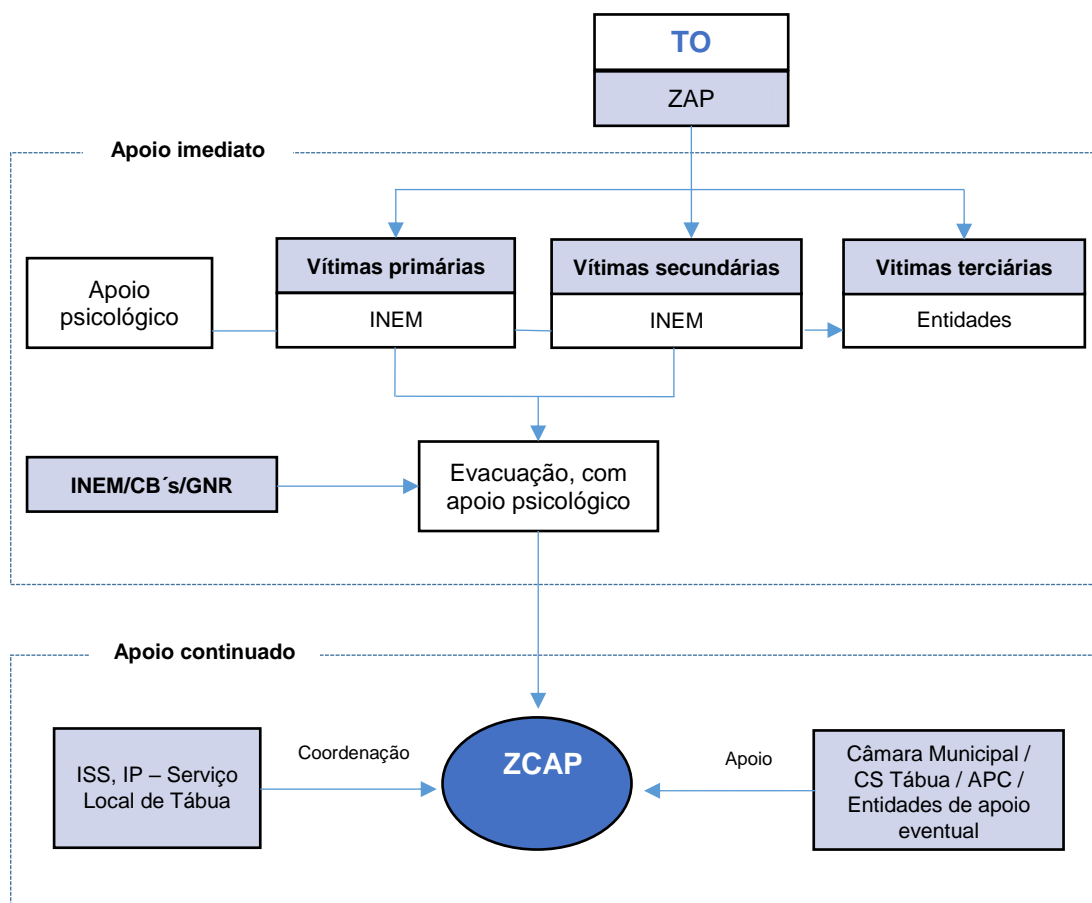 TO
ZAP
Apoio imediato
Vítimas primárias
Vítimas secundárias
Vitimas terciárias
Apoio
psicológico
INEM
INEM
Entidades
INEM/CB´s/GNR
Evacuação, com
apoio psicológico
Apoio continuado
ISS, IP – Serviço
Local de Tábua
Coordenação
ZCAP
Apoio
Câmara Municipal /
CS Tábua / APC /
Entidades de apoio
eventual